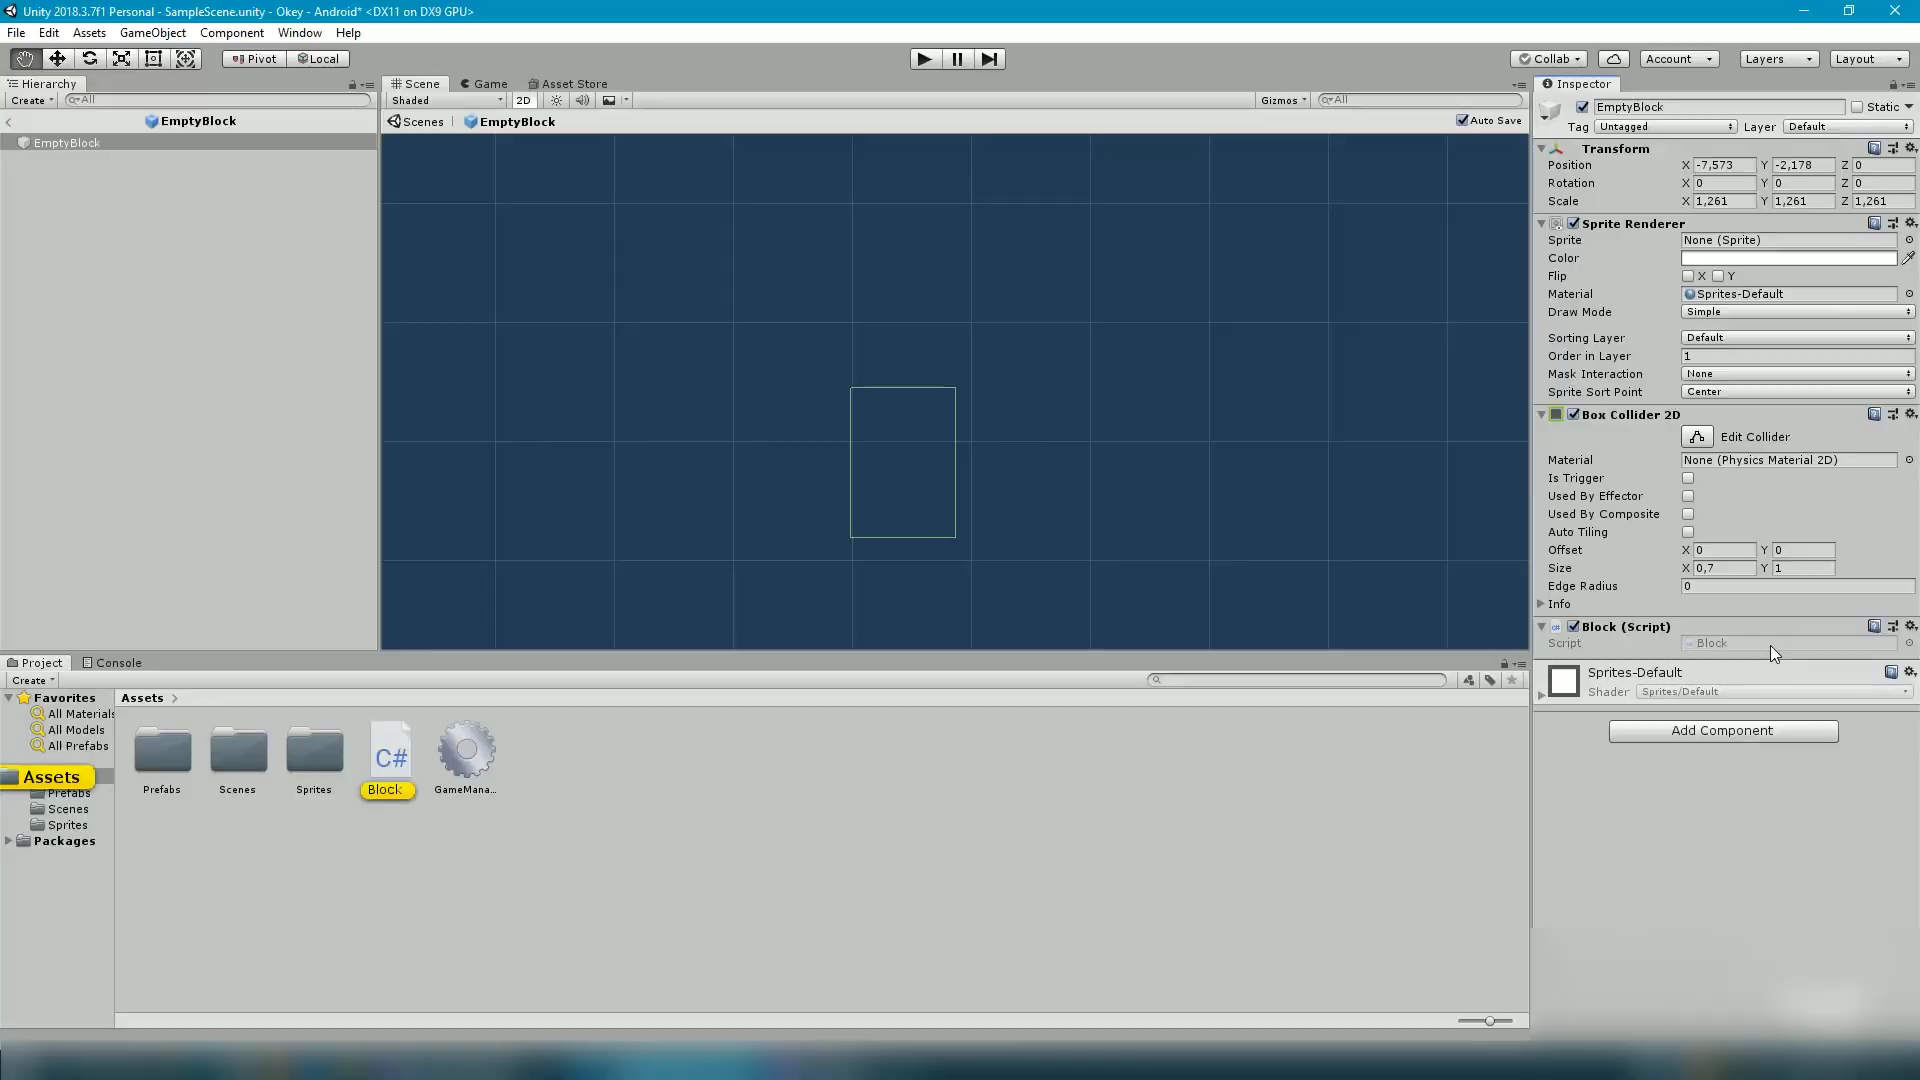 Unity 2018.3.7f1 Personal - SampleScene.unity - Okey - Android* <DX11 on DX9 GPU>
File Edit Assets GameObject Component Window Help
Pivot Local Collab Account Layers Layout
Hierarchy
Create All
EmptyBlock
EmptyBlock
Scene Game Asset Store
Shaded 2D Gizmos All
Scenes EmptyBlock Auto Save
Inspector
EmptyBlock Static
Tag Untagged Layer Default
Transform
Position X -7,573 Y -2,178 Z 0
Rotation X 0 Y 0 Z 0
Scale X 1,261 Y 1,261 Z 1,261
Sprite Renderer
Sprite None (Sprite)
Color
Flip X Y
Material Sprites-Default
Draw Mode Simple
Sorting Layer Default
Order in Layer 1
Mask Interaction None
Sprite Sort Point Center
Box Collider 2D
Edit Collider
Material None (Physics Material 2D)
Is Trigger
Used By Effector
Used By Composite
Auto Tiling
Offset X 0 Y 0
Size X 0,7 Y 1
Edge Radius 0
Info
Block (Script)
Script Block
Sprites-Default
Shader Sprites/Default
Add Component
Project Console
Create
Favorites
All Materials
All Models
All Prefabs
Assets
Prefabs
Scenes
Sprites
Packages
Assets
Prefabs Scenes Sprites Block GameMana...
C#